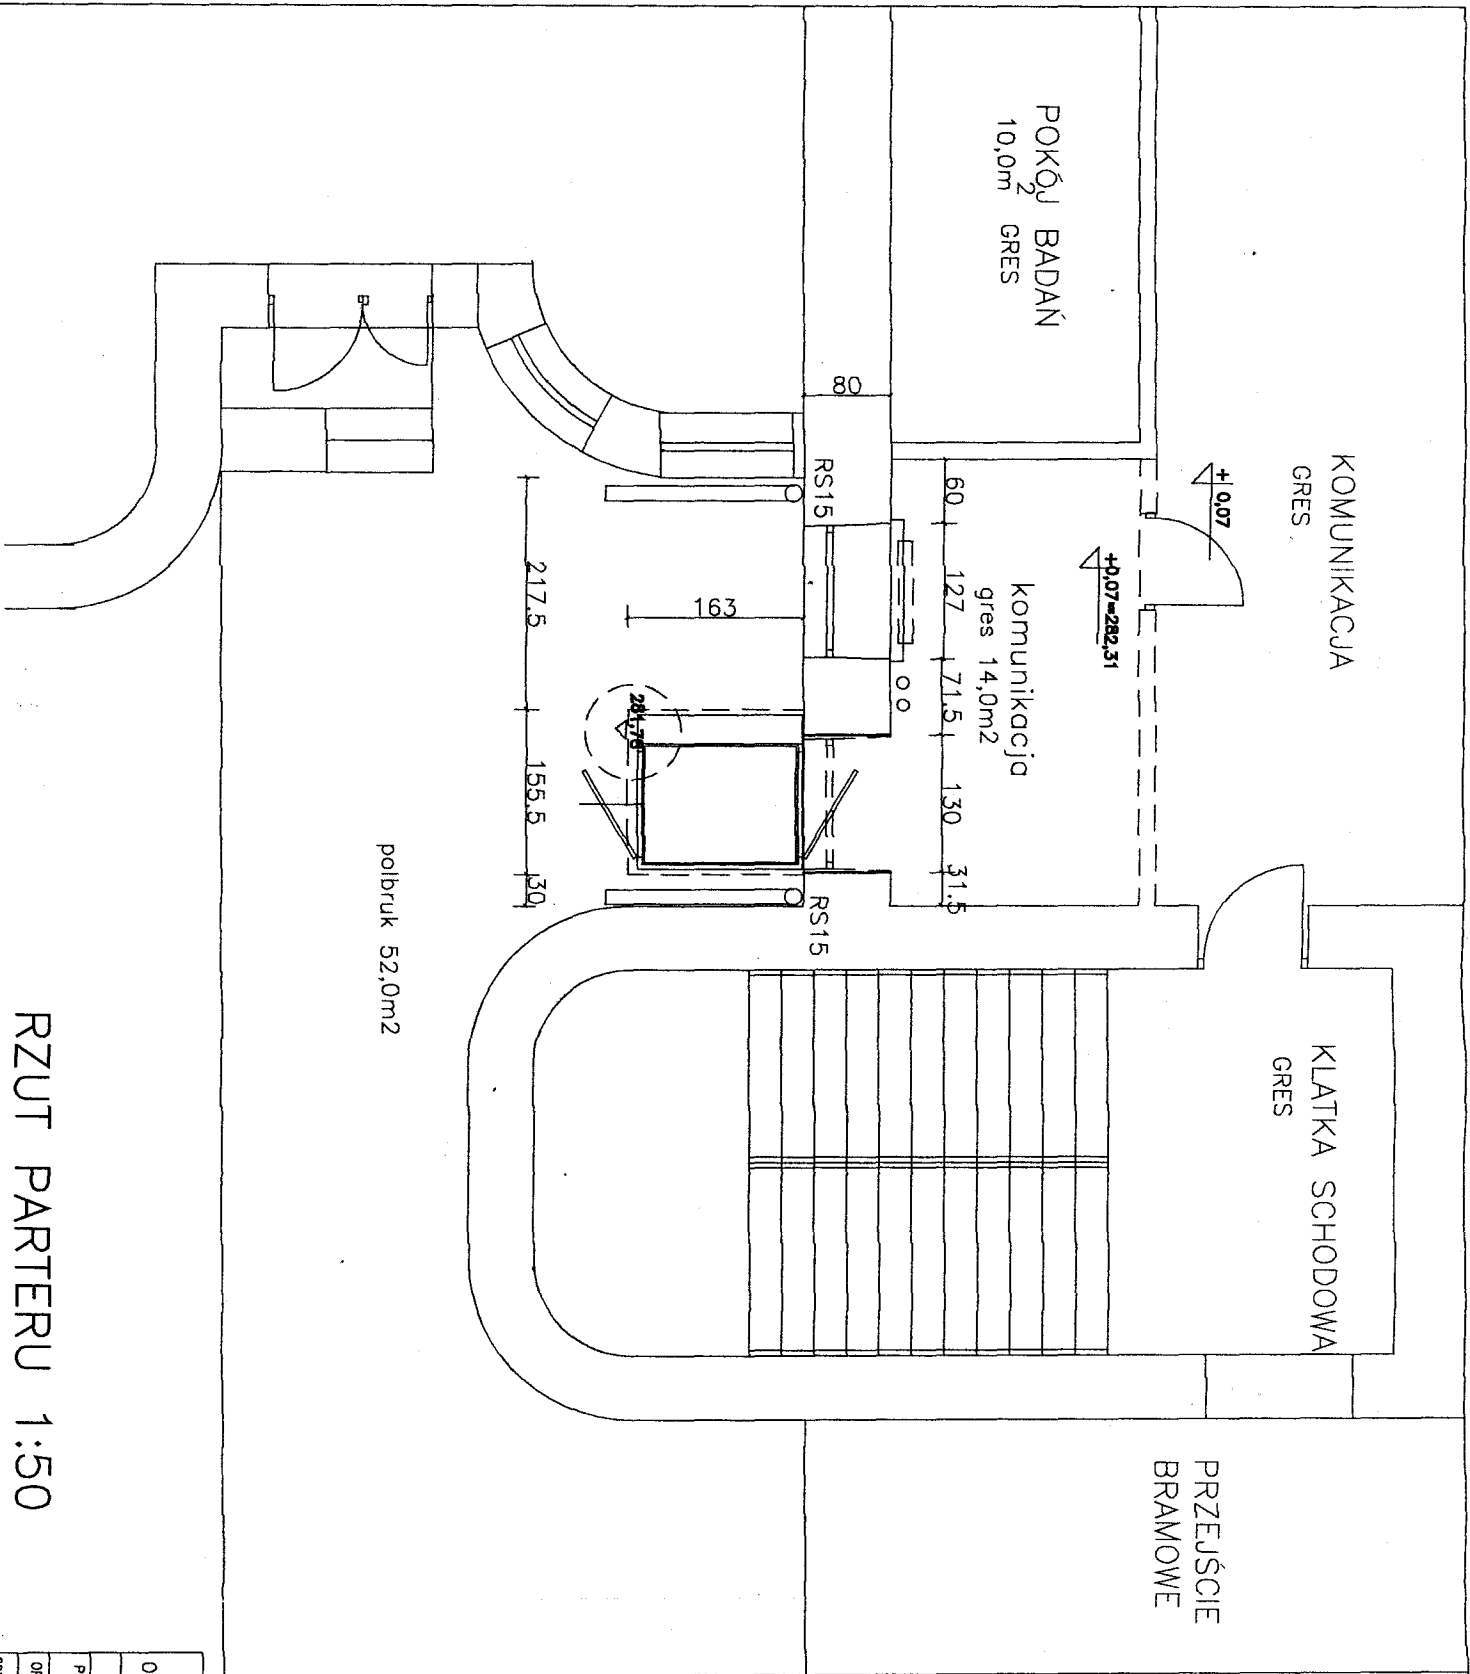 KOMUNIKACJA
GRES
+ 0,07
POKÓJ BADAŃ
10,0m2 GRES
+0,07=282,31
komunikacja
gres 14,0m2
60
127
71.5
130
31.5
80
RS15
RS15
163
281,76
217.5
155.5
30
polbruk 52,0m2
KLATKA SCHODOWA
GRES
PRZEJŚCIE
BRAMOWE
RZUT PARTERU 1:50